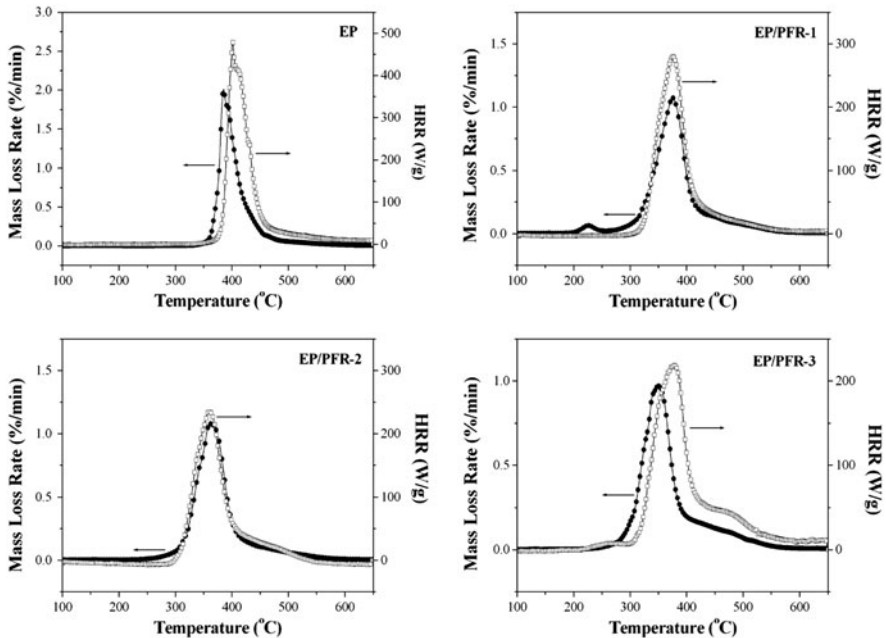 EP
Mass Loss Rate (%/min)
3.0
2.5
2.0
1.5
1.0
0.5
0.0
HRR (W/g)
500
400
300
200
100
0
100 200 300 400 500 600
Temperature (°C)
EP/PFR-1
Mass Loss Rate (%/min)
1.5
1.0
0.5
0.0
HRR (W/g)
300
200
100
0
100 200 300 400 500 600
Temperature (°C)
EP/PFR-2
Mass Loss Rate (%/min)
1.5
1.0
0.5
0.0
HRR (W/g)
300
200
100
0
100 200 300 400 500 600
Temperature (°C)
EP/PFR-3
Mass Loss Rate (%/min)
1.0
0.5
0.0
HRR (W/g)
200
100
0
100 200 300 400 500 600
Temperature (°C)